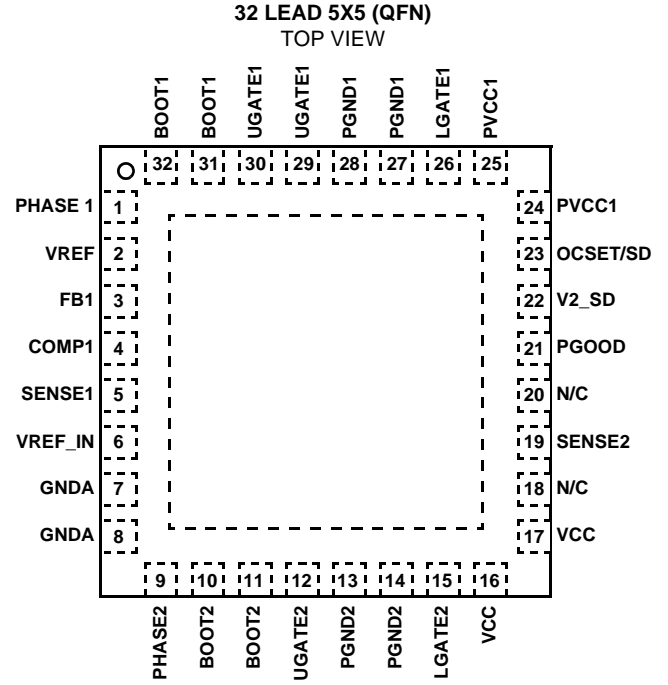 32 LEAD 5X5 (QFN)
TOP VIEW
BOOT1
BOOT1
UGATE1
UGATE1
PGND1
PGND1
LGATE1
PVCC1
32 31 30 29 28 27 26 25
PHASE 1 1
VREF 2
FB1 3
COMP1 4
SENSE1 5
VREF_IN 6
GNDA 7
GNDA 8
24 PVCC1
23 OCSET/SD
22 V2_SD
21 PGOOD
20 N/C
19 SENSE2
18 N/C
17 VCC
9 10 11 12 13 14 15 16
PHASE2
BOOT2
BOOT2
UGATE2
PGND2
PGND2
LGATE2
VCC